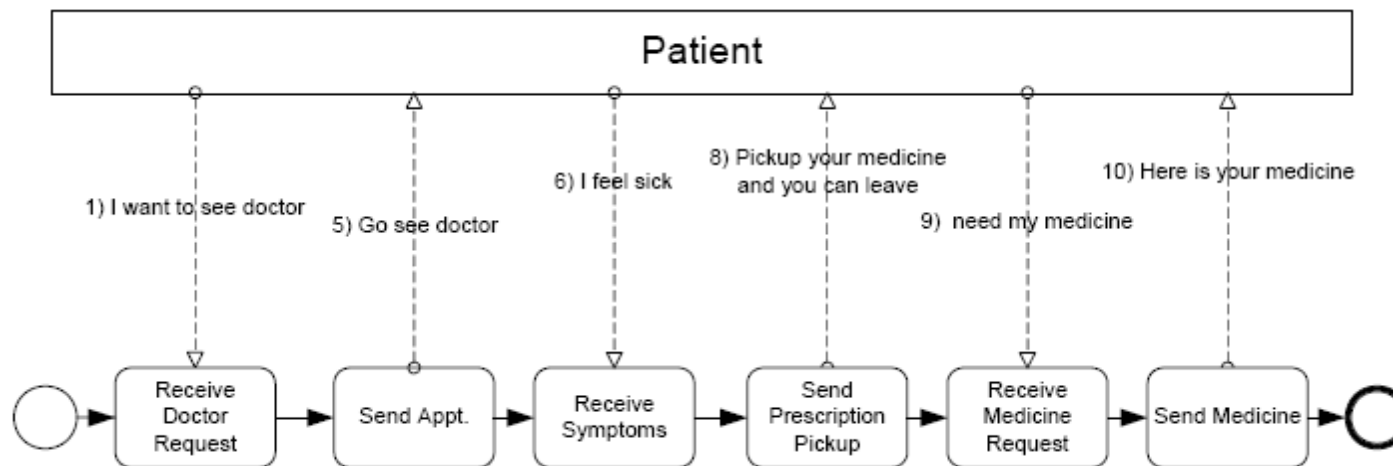 Patient
1) I want to see doctor
5) Go see doctor
6) I feel sick
8) Pickup your medicine
and you can leave
9)  need my medicine
10) Here is your medicine
Receive
Doctor
Request
Send Appt.
Receive
Symptoms
Send
Prescription
Pickup
Receive
Medicine
Request
Send Medicine